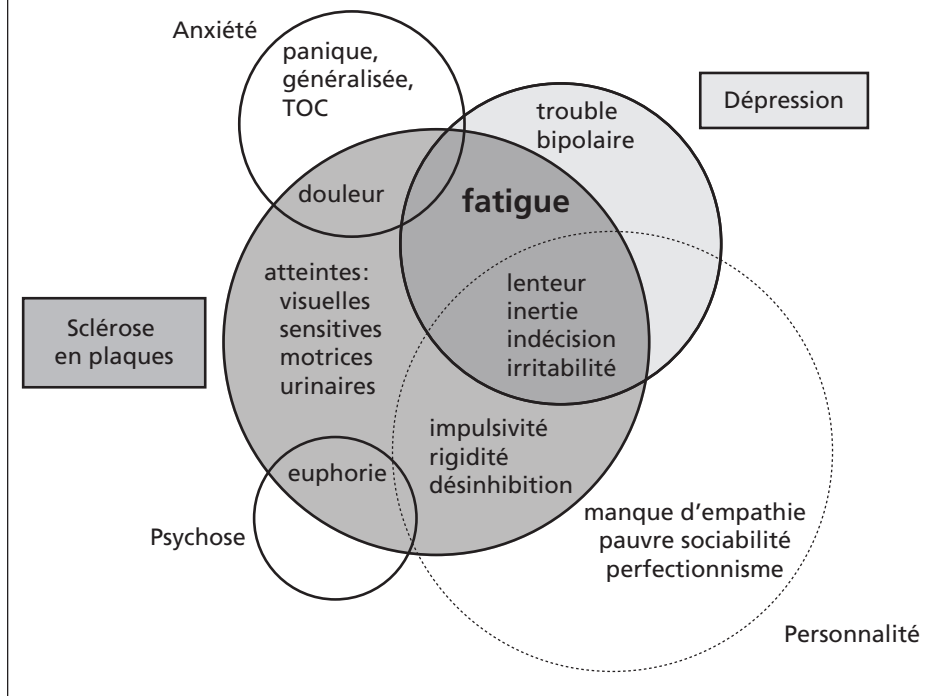 Anxiété
panique,
généralisée,
TOC
trouble
bipolaire
Dépression
douleur
fatigue
atteintes:
visuelles
sensitives
motrices
urinaires
lenteur
inertie
indécision
irritabilité
Sclérose
en plaques
impulsivité
rigidité
désinhibition
euphorie
Psychose
manque d’empathie
pauvre sociabilité
perfectionnisme
Personnalité